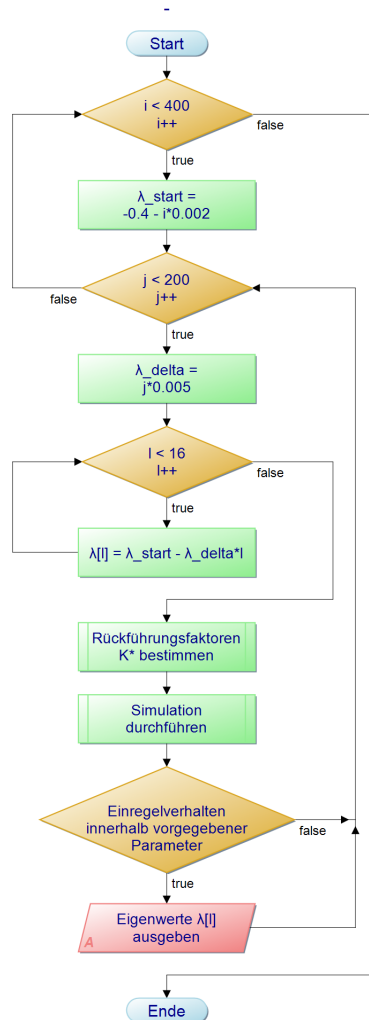 -
Start
i < 400
i++
false
true
λ_start =
-0.4 - i*0.002
j < 200
j++
false
true
λ_delta =
j*0.005
l < 16
l++
false
true
λ[l] = λ_start - λ_delta*l
Rückführungsfaktoren
K* bestimmen
Simulation
durchführen
Einregelverhalten
innerhalb vorgegebener
Parameter
false
true
Eigenwerte λ[l]
ausgeben
A
Ende